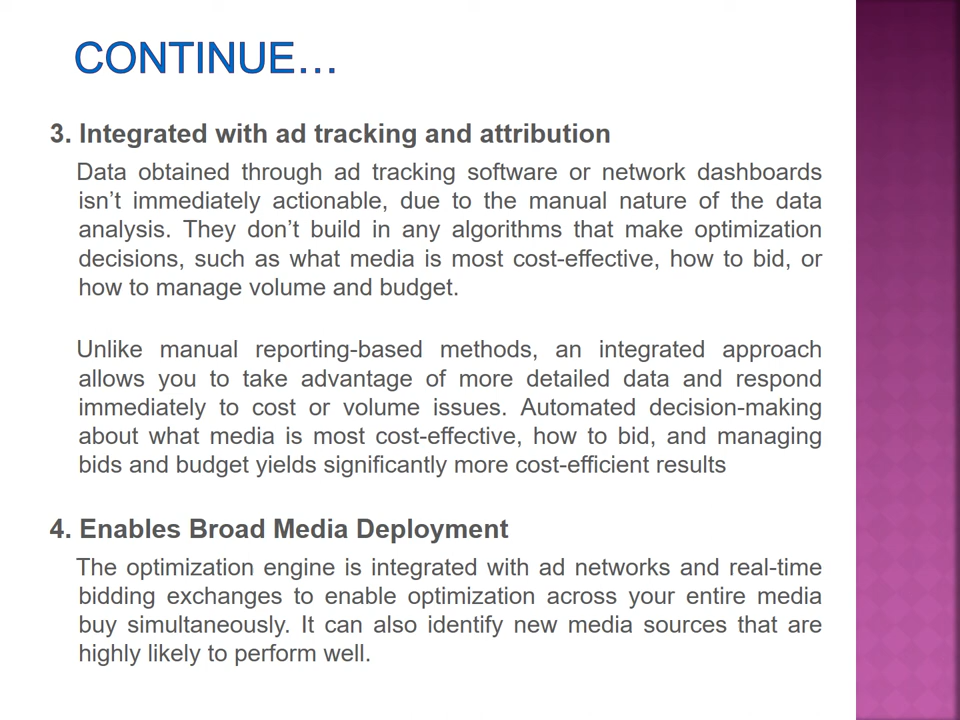 CONTINUE…
3. Integrated with ad tracking and attribution
Data obtained through ad tracking software or network dashboards
isn’t immediately actionable, due to the manual nature of the data
analysis. They don’t build in any algorithms that make optimization
decisions, such as what media is most cost-effective, how to bid, or
how to manage volume and budget.
Unlike manual reporting-based methods, an integrated approach
allows you to take advantage of more detailed data and respond
immediately to cost or volume issues. Automated decision-making
about what media is most cost-effective, how to bid, and managing
bids and budget yields significantly more cost-efficient results
4. Enables Broad Media Deployment
The optimization engine is integrated with ad networks and real-time
bidding exchanges to enable optimization across your entire media
buy simultaneously. It can also identify new media sources that are
highly likely to perform well.